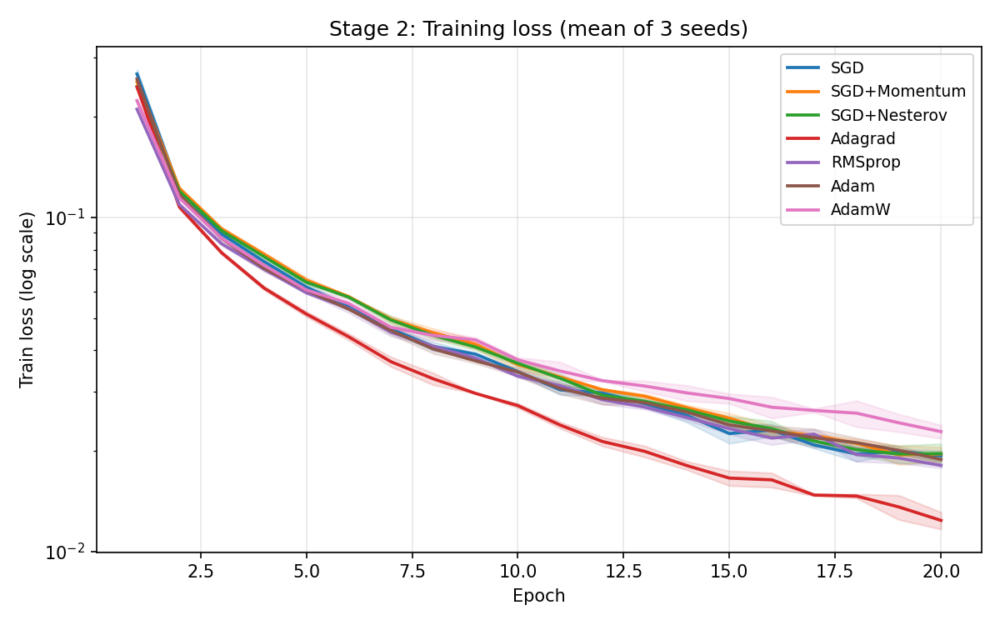 Stage 2: Training loss (mean of 3 seeds)
SGD
SGD+Momentum
SGD+Nesterov
Adagrad
RMSprop
Adam
AdamW
Train loss (log scale)
10⁻¹
10⁻²
2.5 5.0 7.5 10.0 12.5 15.0 17.5 20.0
Epoch